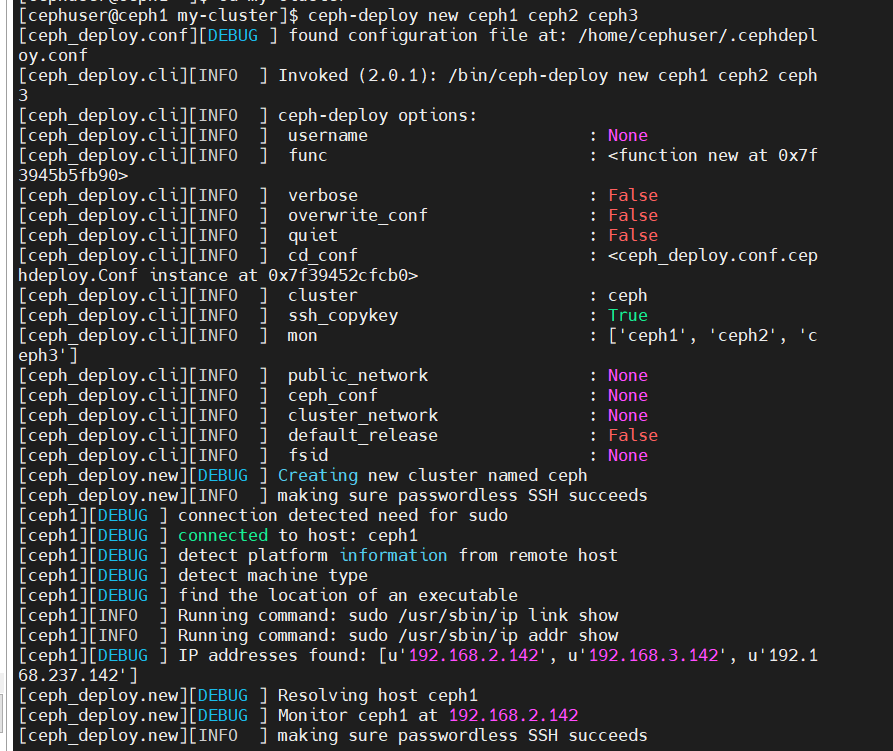 [cephuser@ceph1 my-cluster]$ ceph-deploy new ceph1 ceph2 ceph3
[ceph_deploy.conf][DEBUG ] found configuration file at: /home/cephuser/.cephdepl
oy.conf
[ceph_deploy.cli][INFO  ] Invoked (2.0.1): /bin/ceph-deploy new ceph1 ceph2 ceph
3
[ceph_deploy.cli][INFO  ] ceph-deploy options:
[ceph_deploy.cli][INFO  ]  username                      : None
[ceph_deploy.cli][INFO  ]  func                          : <function new at 0x7f
3945b5fb90>
[ceph_deploy.cli][INFO  ]  verbose                       : False
[ceph_deploy.cli][INFO  ]  overwrite_conf                : False
[ceph_deploy.cli][INFO  ]  quiet                         : False
[ceph_deploy.cli][INFO  ]  cd_conf                       : <ceph_deploy.conf.cep
hdeploy.Conf instance at 0x7f39452cfcb0>
[ceph_deploy.cli][INFO  ]  cluster                       : ceph
[ceph_deploy.cli][INFO  ]  ssh_copykey                   : True
[ceph_deploy.cli][INFO  ]  mon                           : ['ceph1', 'ceph2', 'c
eph3']
[ceph_deploy.cli][INFO  ]  public_network                : None
[ceph_deploy.cli][INFO  ]  ceph_conf                     : None
[ceph_deploy.cli][INFO  ]  cluster_network               : None
[ceph_deploy.cli][INFO  ]  default_release               : False
[ceph_deploy.cli][INFO  ]  fsid                          : None
[ceph_deploy.new][DEBUG ] Creating new cluster named ceph
[ceph_deploy.new][INFO  ] making sure passwordless SSH succeeds
[ceph1][DEBUG ] connection detected need for sudo
[ceph1][DEBUG ] connected to host: ceph1
[ceph1][DEBUG ] detect platform information from remote host
[ceph1][DEBUG ] detect machine type
[ceph1][DEBUG ] find the location of an executable
[ceph1][INFO  ] Running command: sudo /usr/sbin/ip link show
[ceph1][INFO  ] Running command: sudo /usr/sbin/ip addr show
[ceph1][DEBUG ] IP addresses found: [u'192.168.2.142', u'192.168.3.142', u'192.1
68.237.142']
[ceph_deploy.new][DEBUG ] Resolving host ceph1
[ceph_deploy.new][DEBUG ] Monitor ceph1 at 192.168.2.142
[ceph_deploy.new][INFO  ] making sure passwordless SSH succeeds